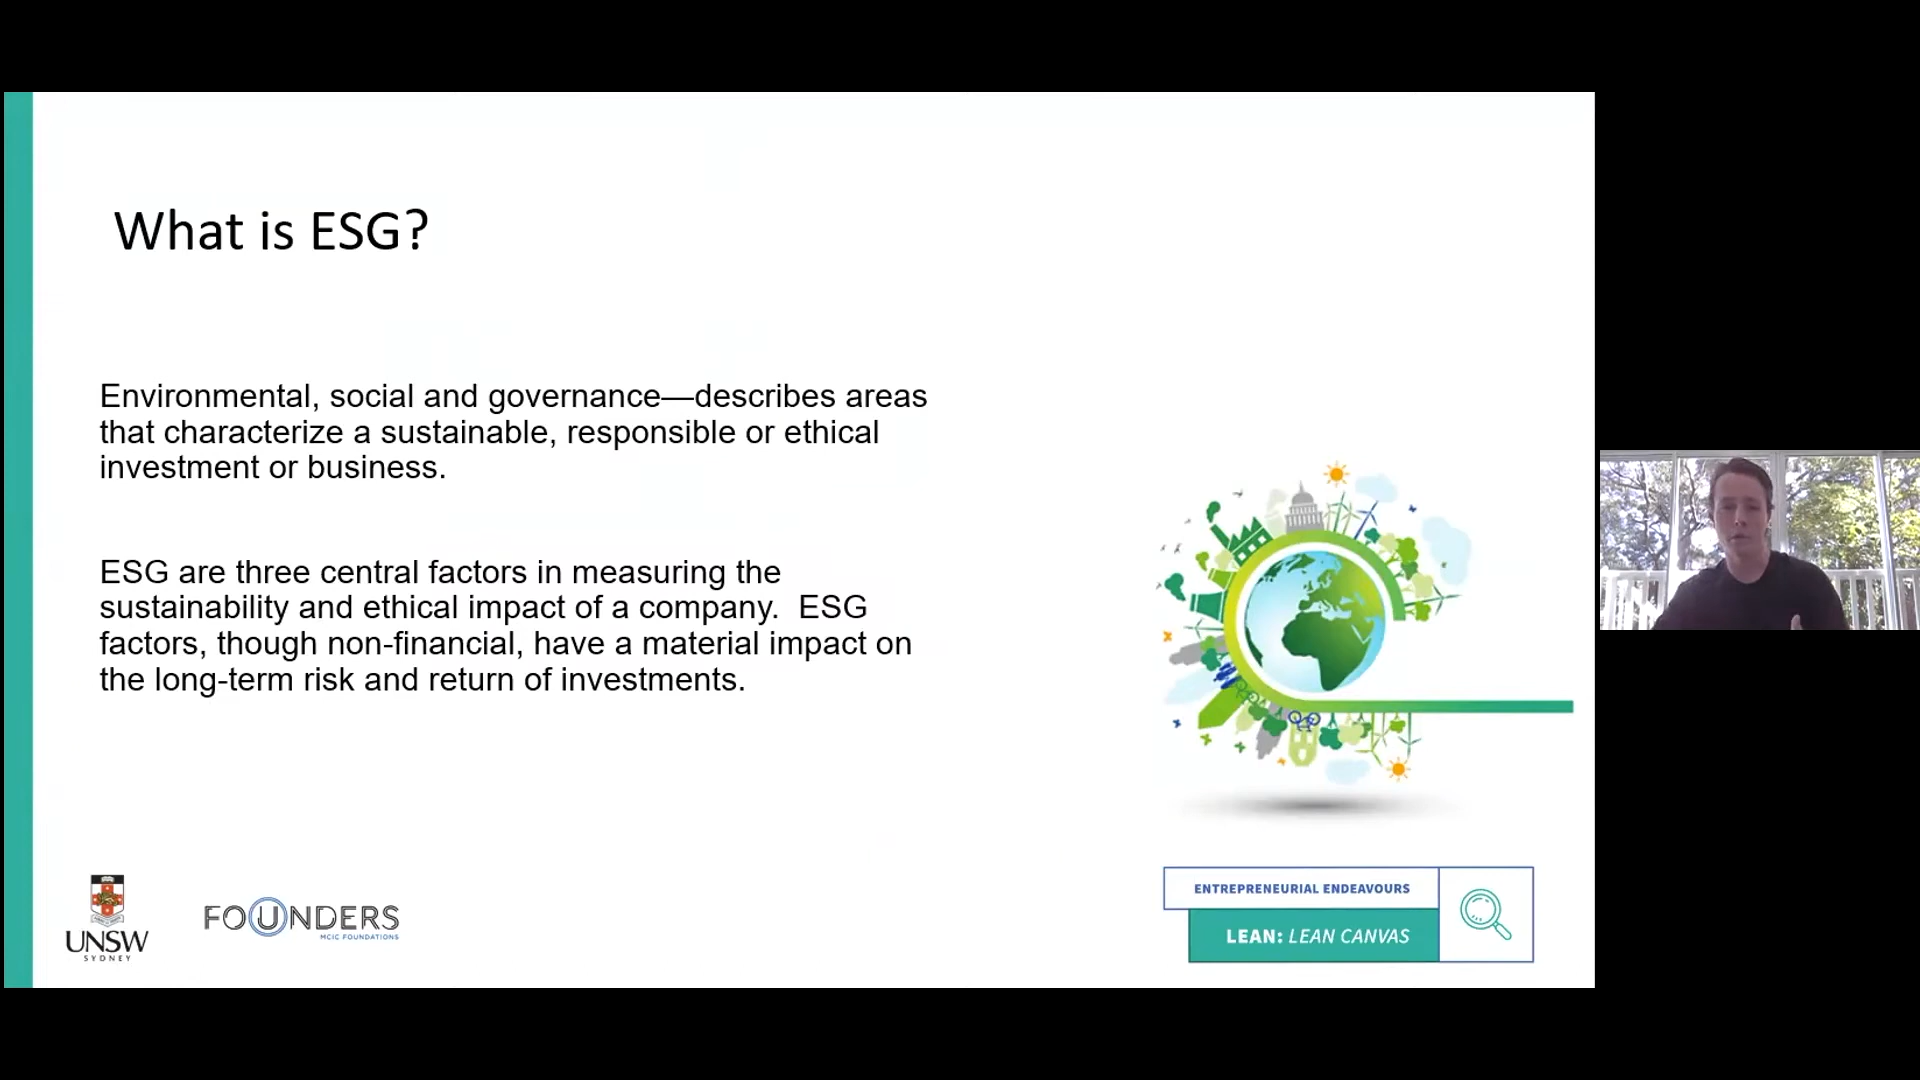 What is ESG?
Environmental, social and governance—describes areas
that characterize a sustainable, responsible or ethical
investment or business.
ESG are three central factors in measuring the
sustainability and ethical impact of a company.  ESG
factors, though non-financial, have a material impact on
the long-term risk and return of investments.
UNSW
SYDNEY
FOUNDERS
MCIC FOUNDATIONS
ENTREPRENEURIAL ENDEAVOURS
LEAN: LEAN CANVAS